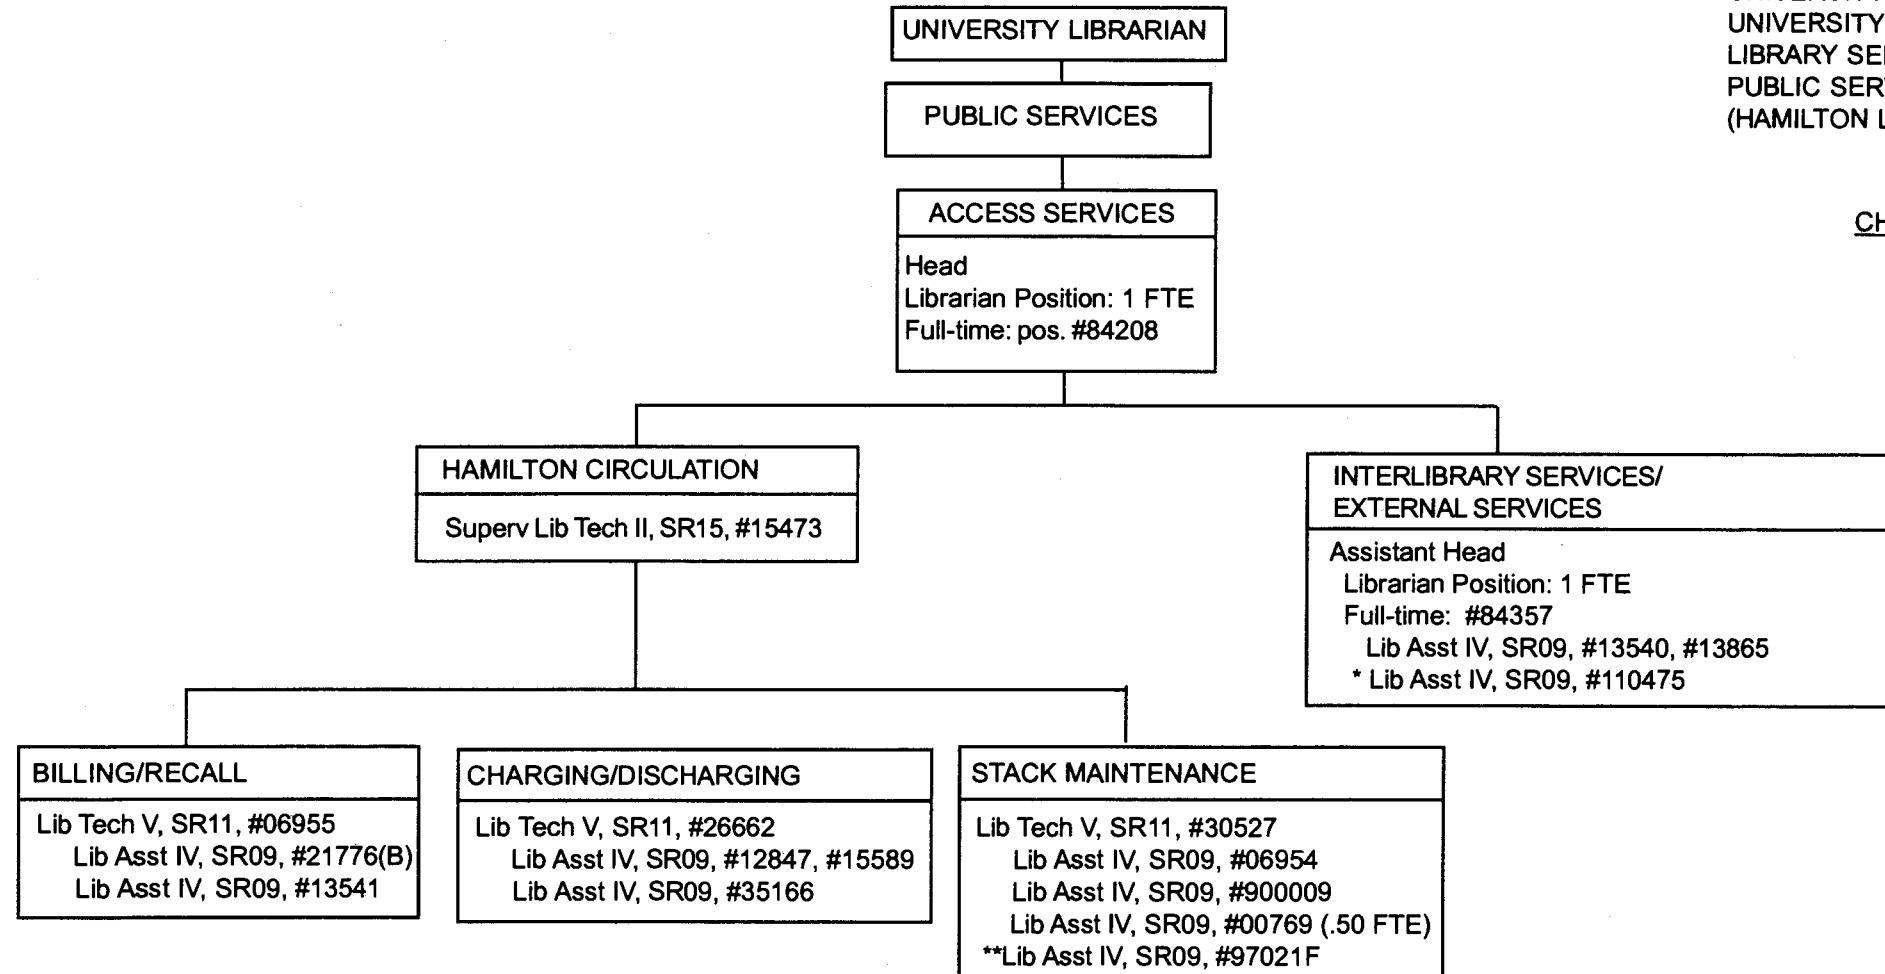 UNIVERSITY LIBRARIAN
PUBLIC SERVICES
UNIVERSITY
LIBRARY
PUBLIC
(HAMILTON
ACCESS SERVICES
Head
Librarian Position: 1 FTE
Full-time: pos. #84208
HAMILTON CIRCULATION
Superv Lib Tech II, SR15, #15473
INTERLIBRARY SERVICES/
EXTERNAL SERVICES
Assistant Head
Librarian Position: 1 FTE
Full-time: #84357
Lib Asst IV, SR09, #13540, #13865
* Lib Asst IV, SR09, #110475
BILLING/RECALL
Lib Tech V, SR11, #06955
Lib Asst IV, SR09, #21776(B)
Lib Asst IV, SR09, #13541
CHARGING/DISCHARGING
Lib Tech V, SR11, #26662
Lib Asst IV, SR09, #12847, #15589
Lib Asst IV, SR09, #35166
STACK MAINTENANCE
Lib Tech V, SR11, #30527
Lib Asst IV, SR09, #06954
Lib Asst IV, SR09, #900009
Lib Asst IV, SR09, #00769 (.50 FTE)
**Lib Asst IV, SR09, #97021F